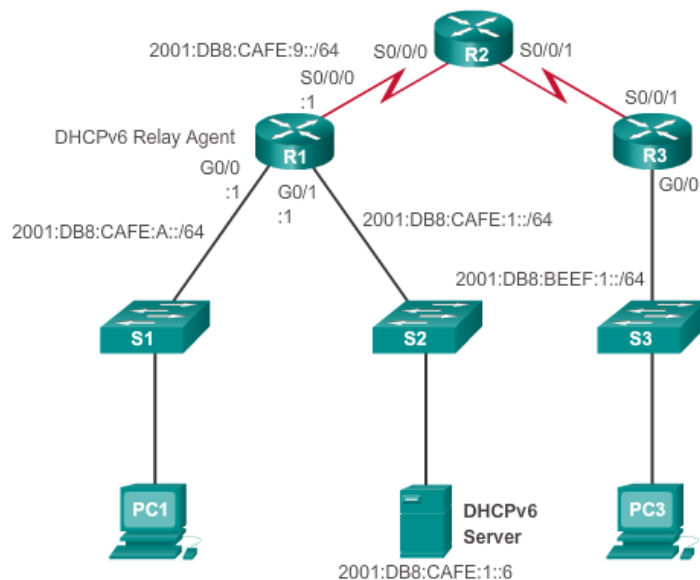 2001:DB8:CAFE:9::/64
S0/0/0
R2
S0/0/1
S0/0/0
:1
S0/0/1
DHCPv6 Relay Agent
R1
R3
G0/0
:1
G0/1
:1
G0/0
2001:DB8:CAFE:A::/64
2001:DB8:CAFE:1::/64
2001:DB8:BEEF:1::/64
S1
S2
S3
PC1
DHCPv6
Server
PC3
2001:DB8:CAFE:1::6